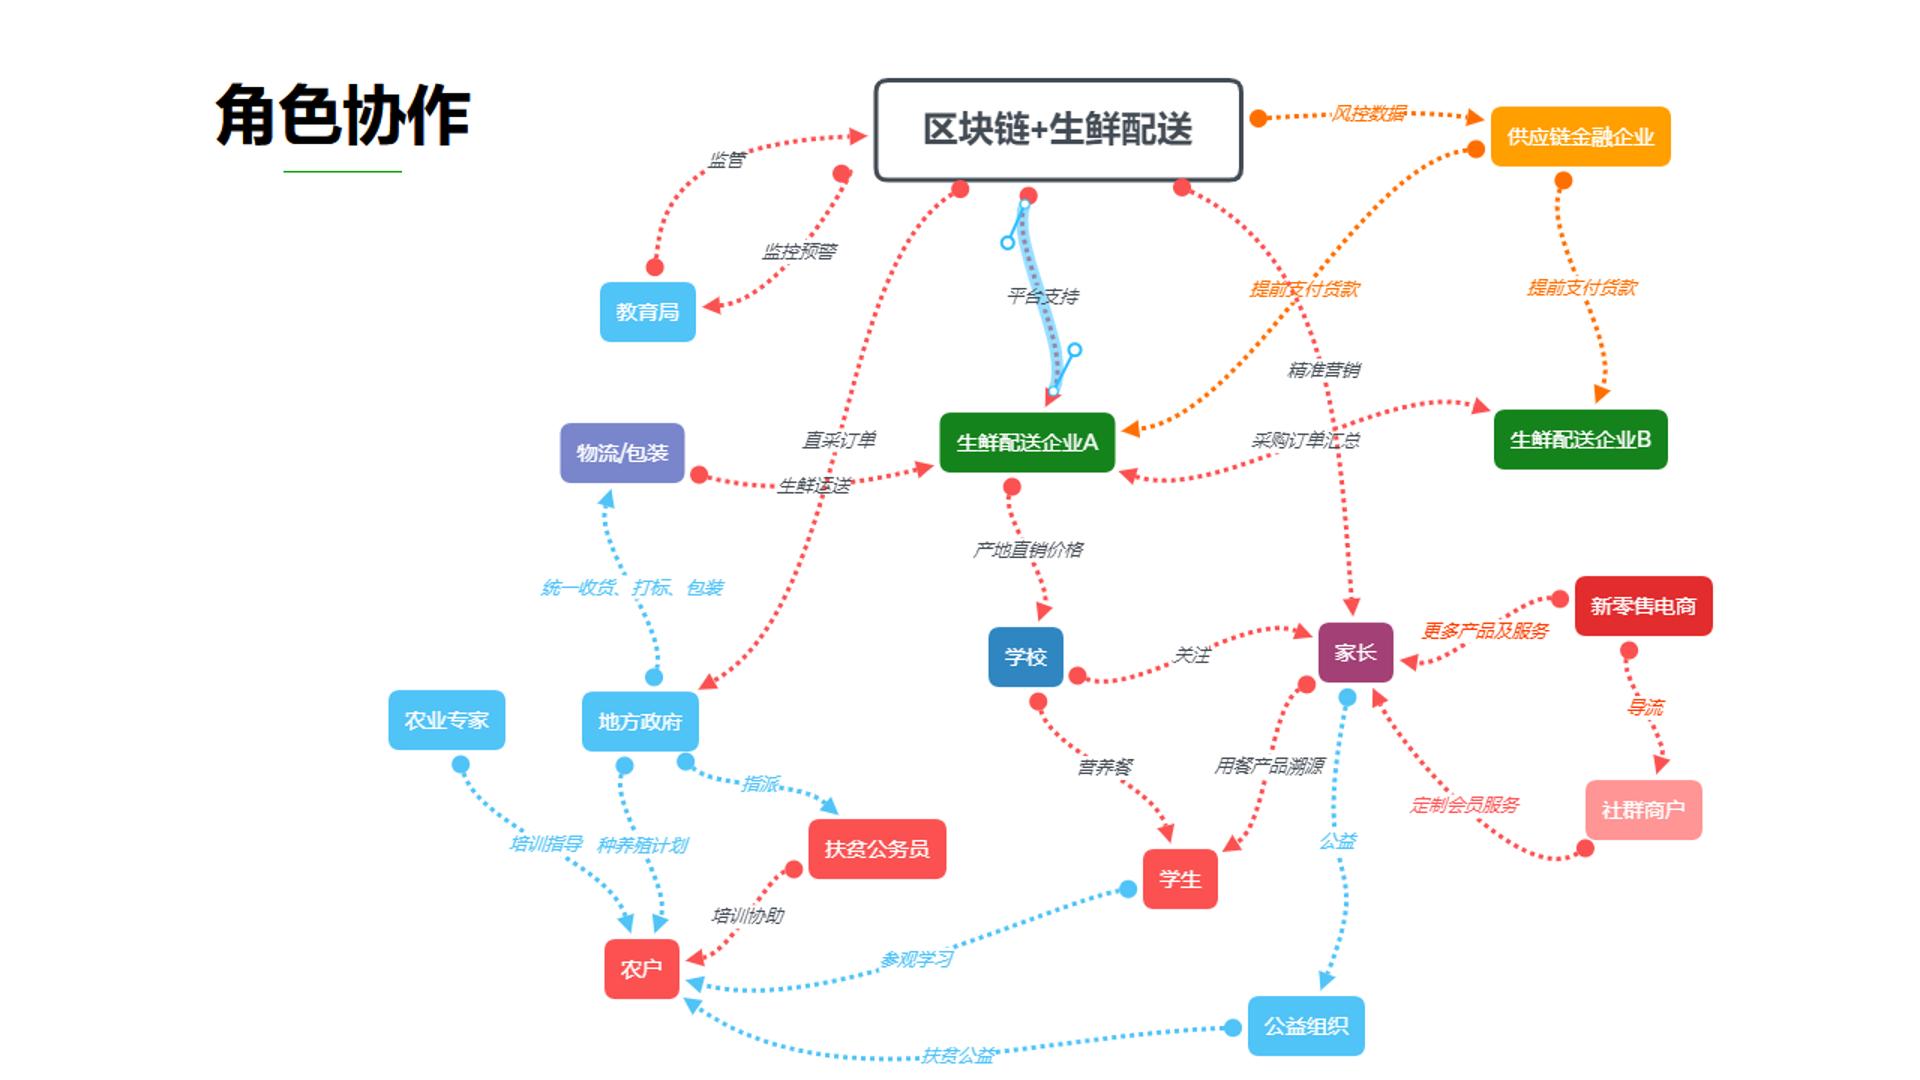 角色协作
区块链+生鲜配送
风控数据
供应链金融企业
监管
监控预警
教育局
平台支持
提前支付货款
提前支付货款
精准营销
物流/包装
直采订单
生鲜运送
生鲜配送企业A
采购订单汇总
生鲜配送企业B
产地直销价格
统一收货、打标、包装
新零售电商
更多产品及服务
学校
关注
家长
农业专家
地方政府
导流
指派
营养餐
用餐产品溯源
定制会员服务
社群商户
培训指导
种养殖计划
扶贫公务员
公益
学生
培训协助
参观学习
农户
公益组织
扶贫公益